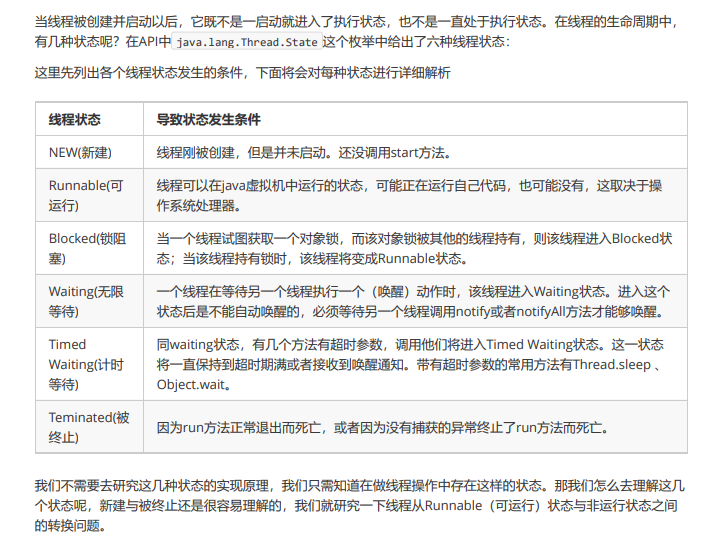 当线程被创建并启动以后，它既不是一启动就进入了执行状态，也不是一直处于执行状态。在线程的生命周期中，
有几种状态呢？在API中 java.lang.Thread.State 这个枚举中给出了六种线程状态：
这里先列出各个线程状态发生的条件，下面将会对每种状态进行详细解析
线程状态 导致状态发生条件
NEW(新建) 线程刚被创建，但是并未启动。还没调用start方法。
Runnable(可
运行)
线程可以在java虚拟机中运行的状态，可能正在运行自己代码，也可能没有，这取决于操
作系统处理器。
Blocked(锁阻
塞)
当一个线程试图获取一个对象锁，而该对象锁被其他的线程持有，则该线程进入Blocked状
态；当该线程持有锁时，该线程将变成Runnable状态。
Waiting(无限
等待)
一个线程在等待另一个线程执行一个（唤醒）动作时，该线程进入Waiting状态。进入这个
状态后是不能自动唤醒的，必须等待另一个线程调用notify或者notifyAll方法才能够唤醒。
Timed
Waiting(计时
等待)
同waiting状态，有几个方法有超时参数，调用他们将进入Timed Waiting状态。这一状态
将一直保持到超时期满或者接收到唤醒通知。带有超时参数的常用方法有Thread.sleep 、
Object.wait。
Teminated(被
终止)
因为run方法正常退出而死亡，或者因为没有捕获的异常终止了run方法而死亡。
我们不需要去研究这几种状态的实现原理，我们只需知道在做线程操作中存在这样的状态。那我们怎么去理解这几
个状态呢，新建与被终止还是很容易理解的，我们就研究一下线程从Runnable（可运行）状态与非运行状态之间
的转换问题。